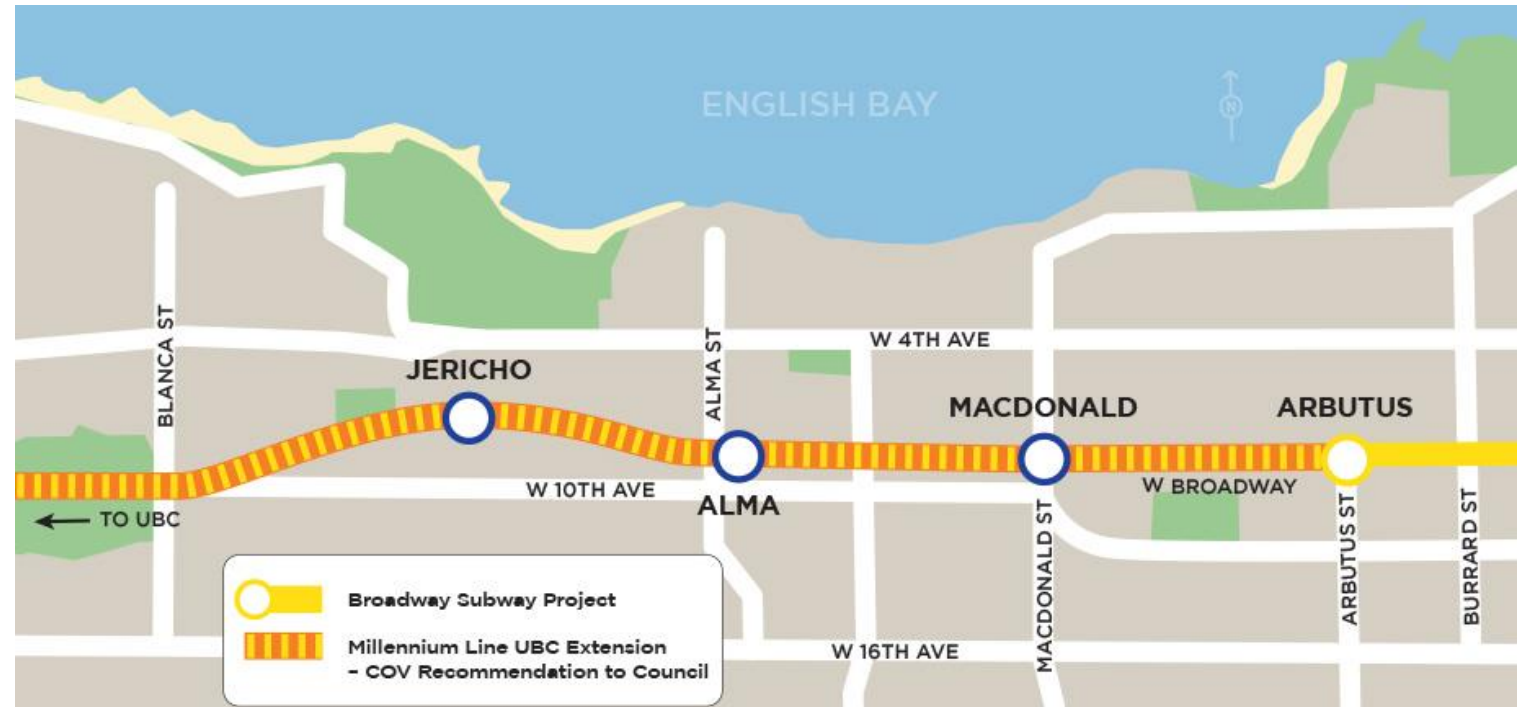 ENGLISH BAY
N
BLANCA ST
JERICHO
ALMA ST
W 4TH AVE
MACDONALD
ARBUTUS
W 10TH AVE
ALMA
W BROADWAY
TO UBC
MACDONALD ST
ARBUTUS ST
BURRARD ST
W 16TH AVE
Broadway Subway Project
Millennium Line UBC Extension
– COV Recommendation to Council